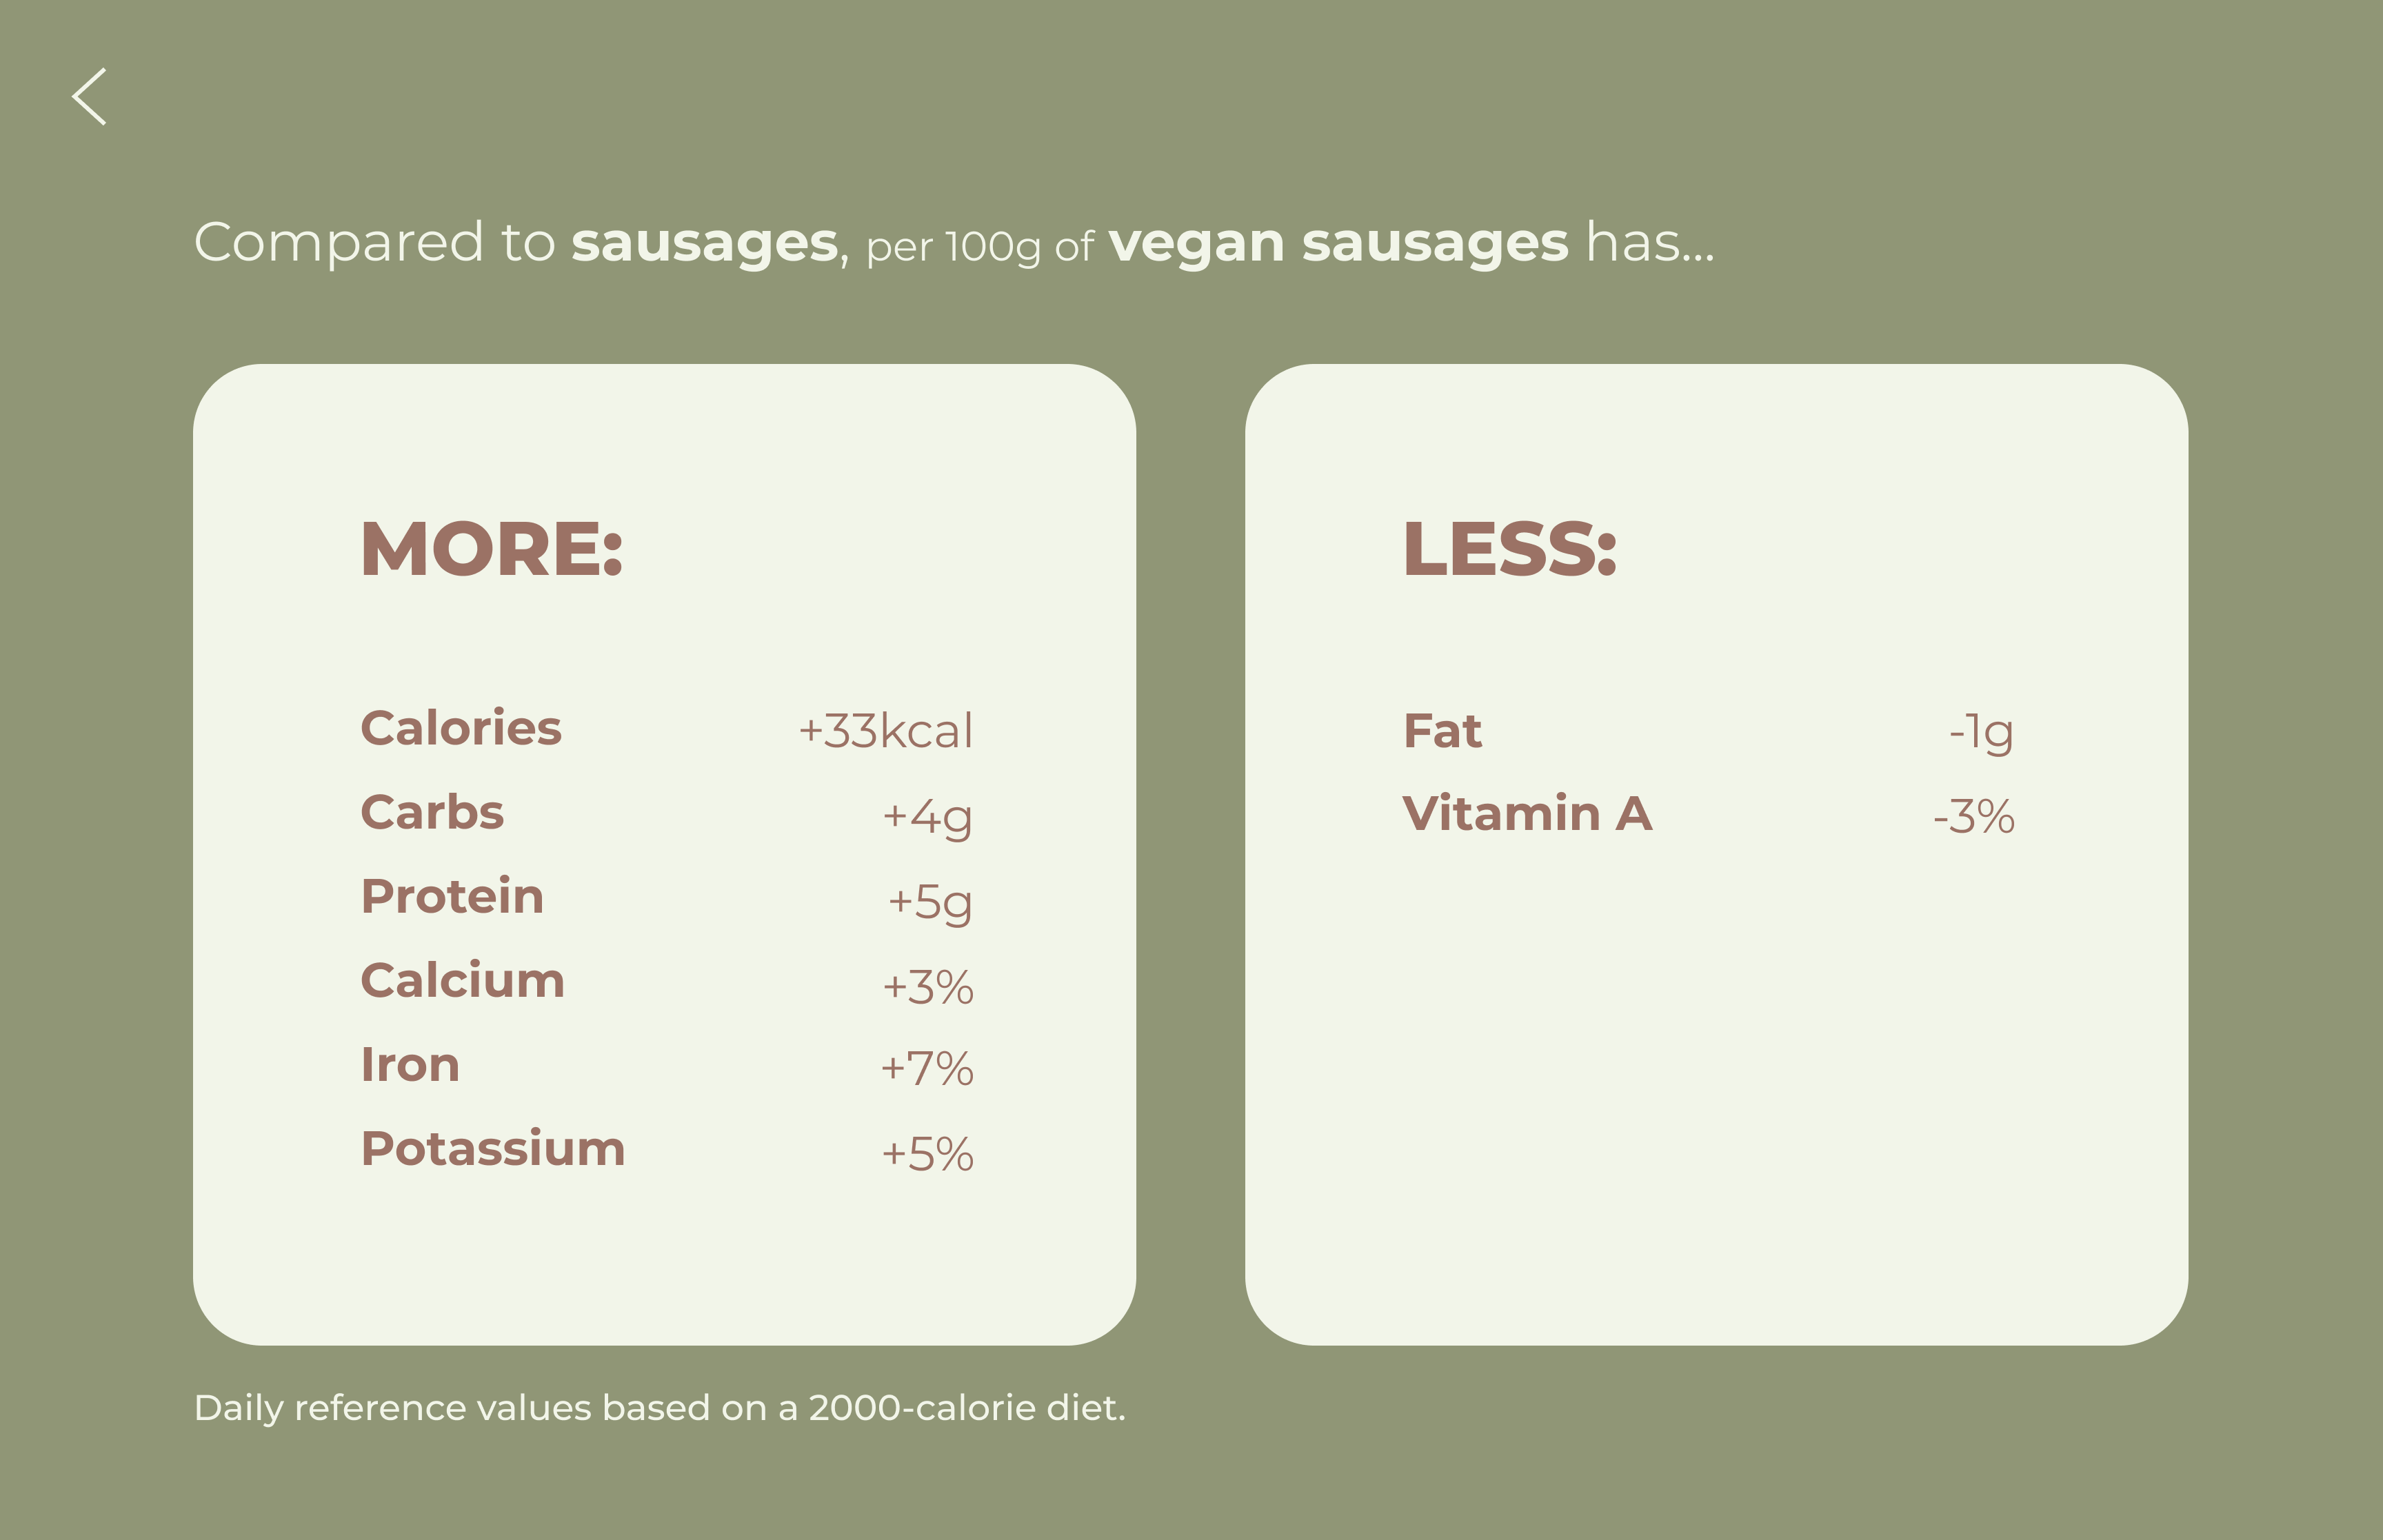 Compared to sausages, per 100g of vegan sausages has...
MORE:
Calories +33kcal
Carbs +4g
Protein +5g
Calcium +3%
Iron +7%
Potassium +5%
LESS:
Fat -1g
Vitamin A -3%
Daily reference values based on a 2000-calorie diet.